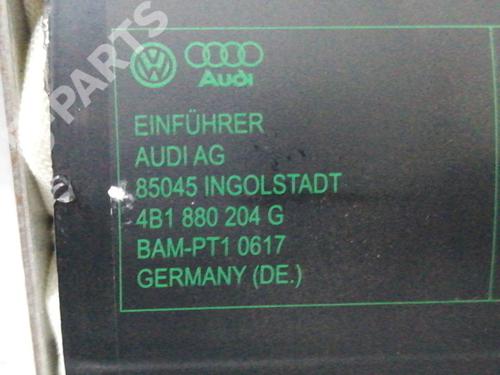 PARTS
Audi
EINFÜHRER
AUDI AG
85045 INGOLSTADT
4B1 880 204 G
BAM-PT1 0617
GERMANY (DE.)